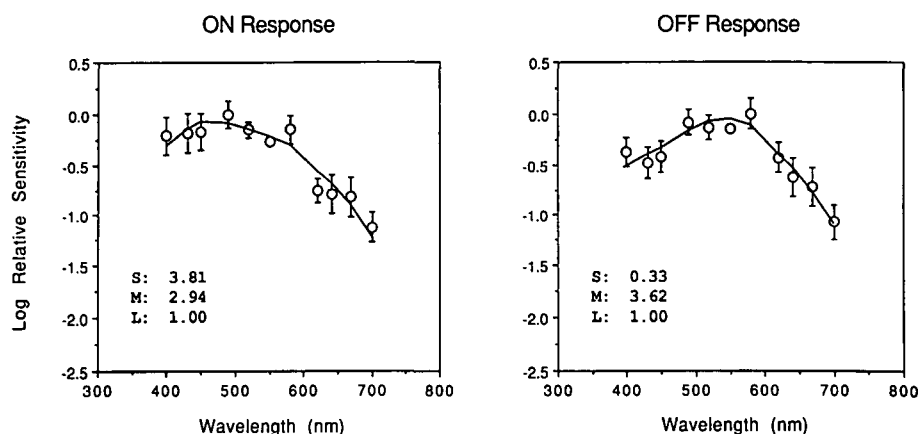 ON Response
OFF Response
Log Relative Sensitivity
0.5
0.0
-0.5
-1.0
-1.5
-2.0
-2.5
S: 3.81
M: 2.94
L: 1.00
300 400 500 600 700 800
Wavelength (nm)
0.5
0.0
-0.5
-1.0
-1.5
-2.0
-2.5
S: 0.33
M: 3.62
L: 1.00
300 400 500 600 700 800
Wavelength (nm)